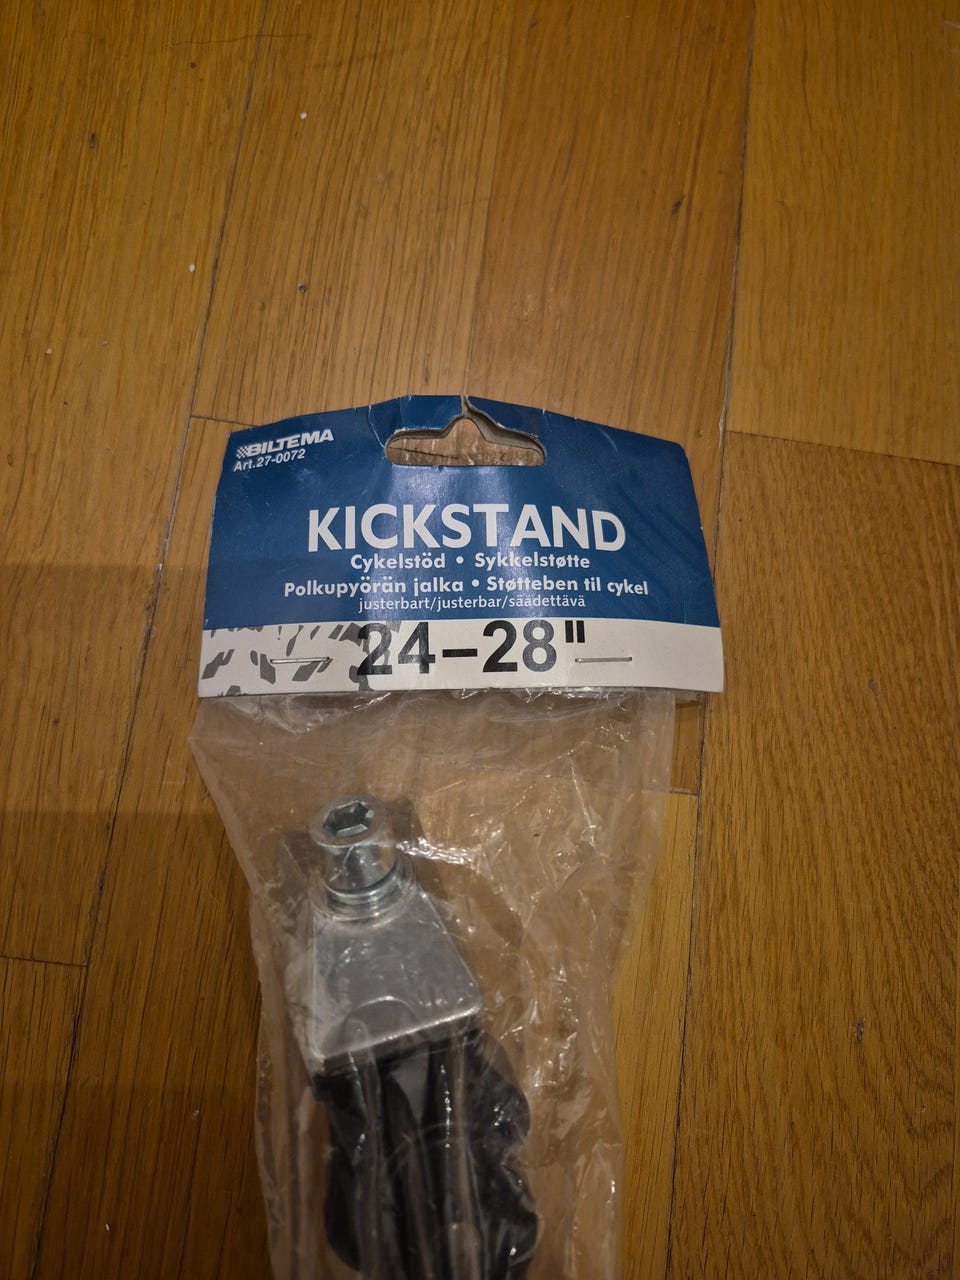 BILTEMA
Art.27-0072
KICKSTAND
Cykelstöd • Sykkelstøtte
Polkupyörän jalka • Støtteben til cykel
justerbart/justerbar/säädettävä
24–28"